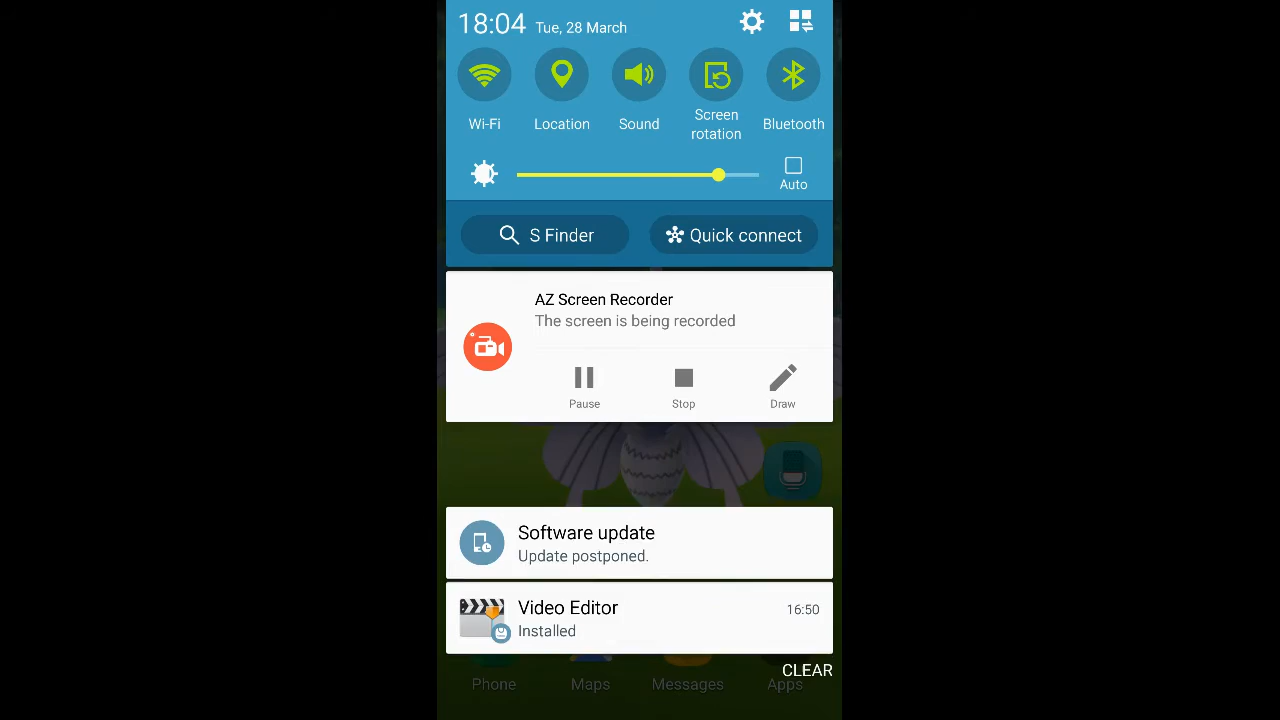 18:04 Tue, 28 March
Wi-Fi Location Sound Screen rotation Bluetooth
Auto
S Finder Quick connect
AZ Screen Recorder
The screen is being recorded
Pause Stop Draw
Software update
Update postponed.
Video Editor 16:50
Installed
CLEAR
Phone Maps Messages Apps